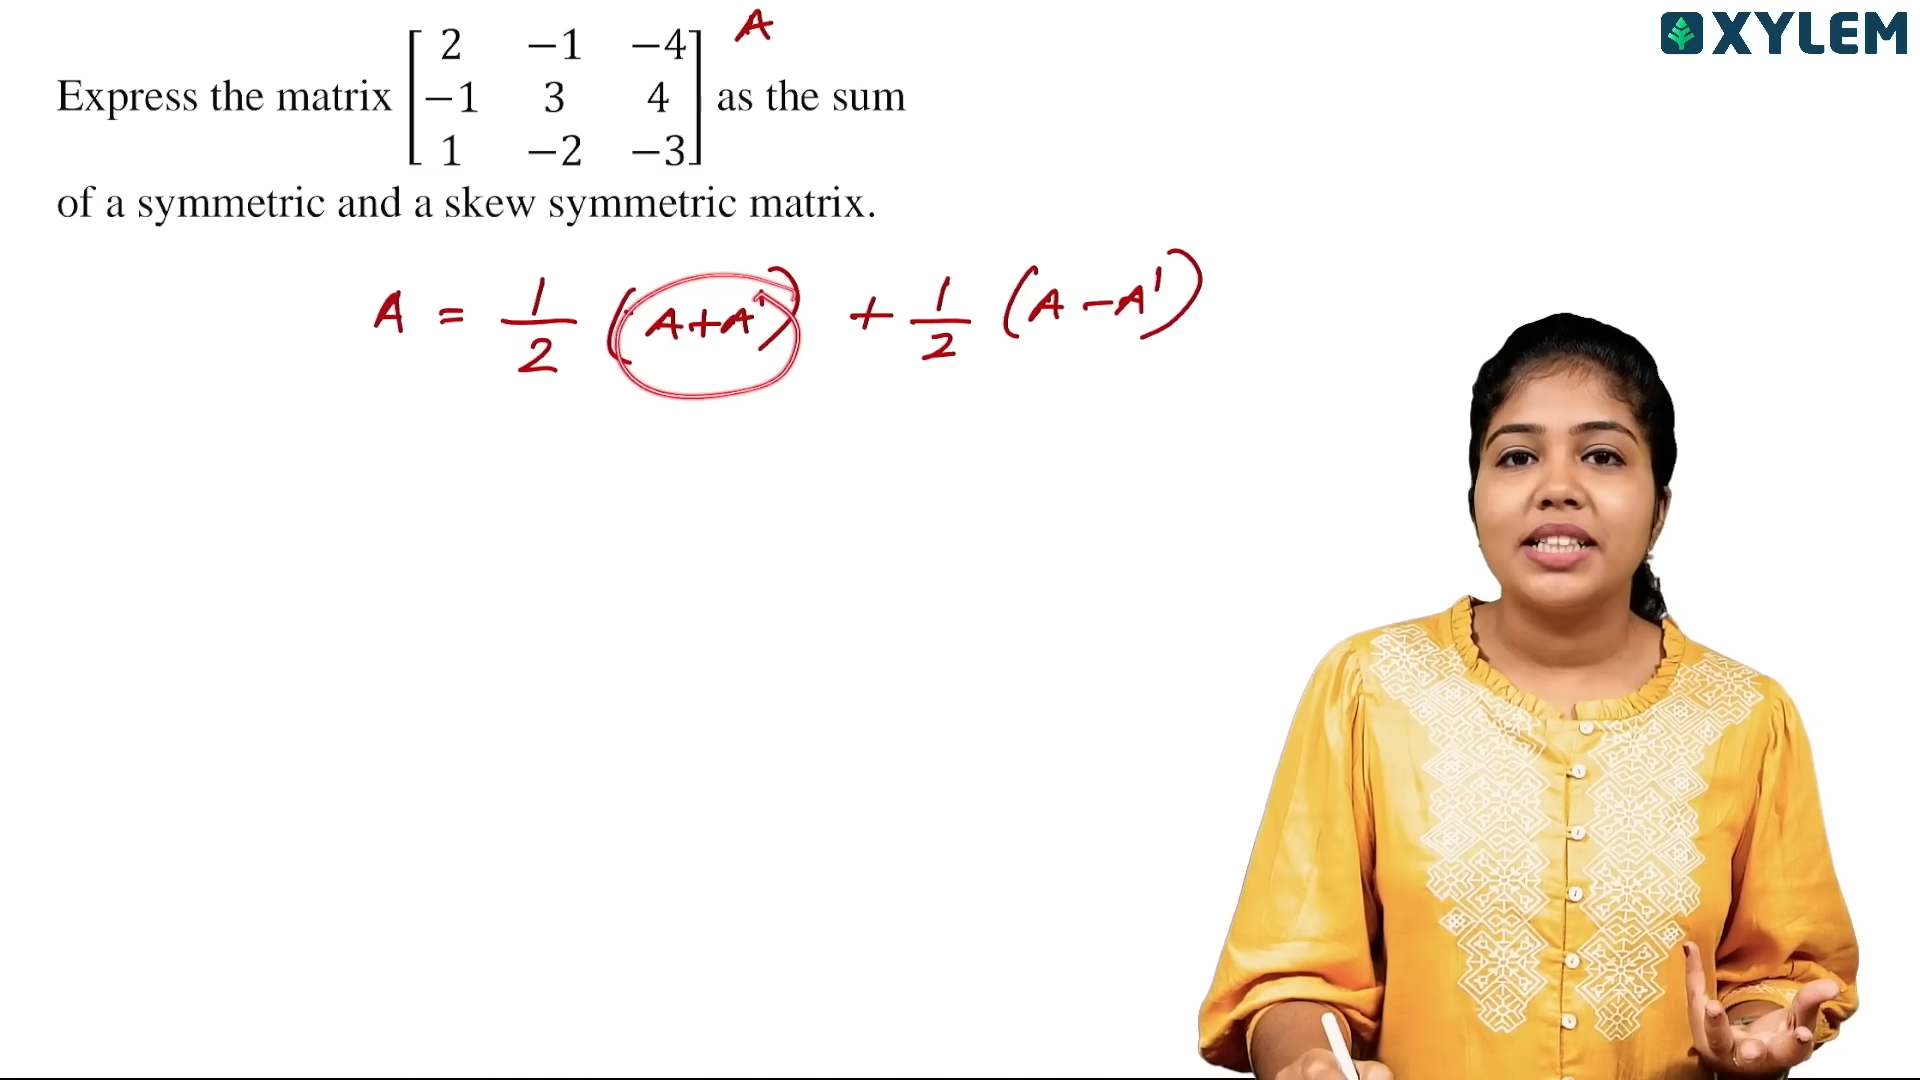 XYLEM
A
Express the matrix [2 −1 −4; −1 3 4; 1 −2 −3] as the sum
of a symmetric and a skew symmetric matrix.
A = 1/2 (A+A') + 1/2 (A−A')